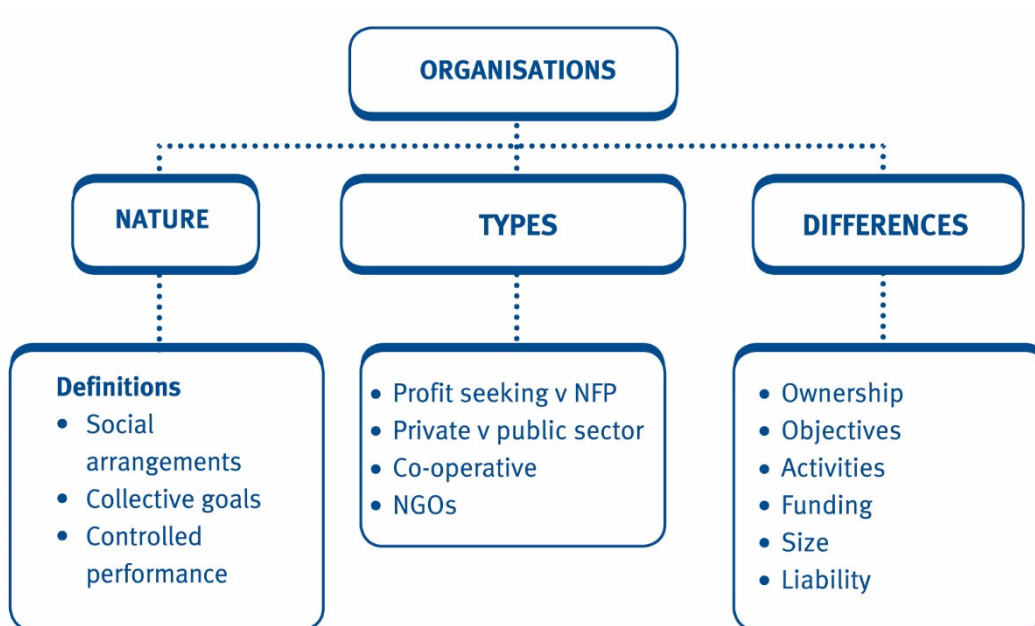 ORGANISATIONS
NATURE
TYPES
DIFFERENCES
Definitions
• Social
arrangements
• Collective goals
• Controlled
performance
• Profit seeking v NFP
• Private v public sector
• Co-operative
• NGOs
• Ownership
• Objectives
• Activities
• Funding
• Size
• Liability